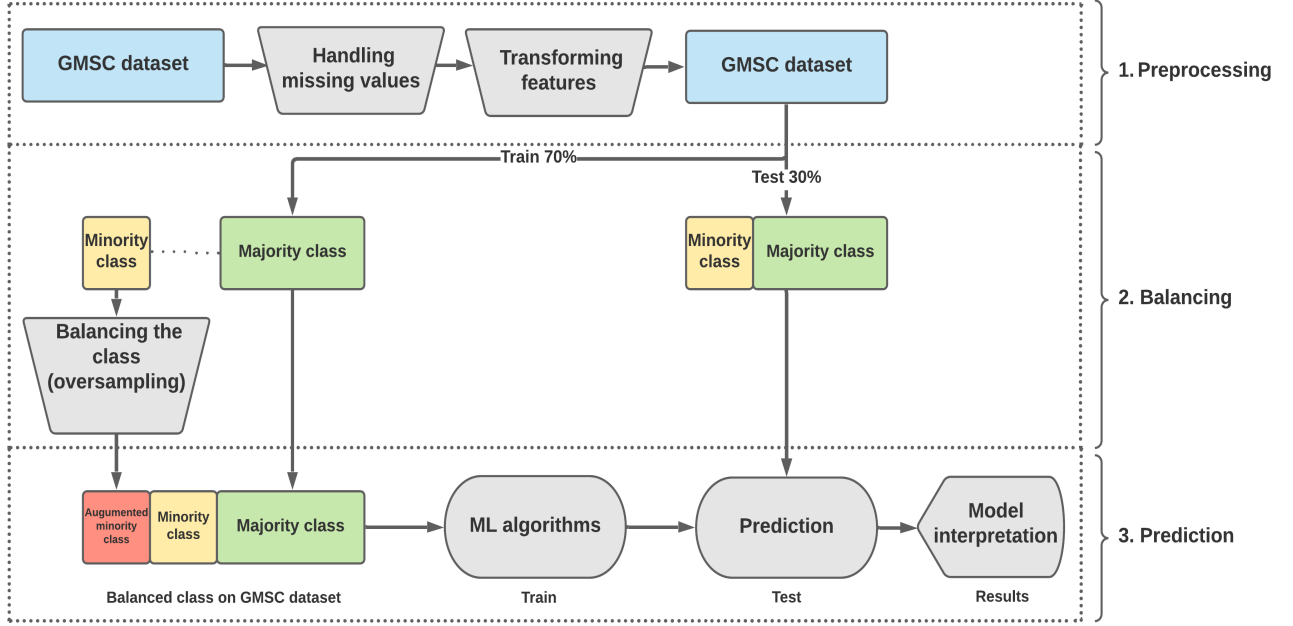 GMSC dataset
Handling
missing values
Transforming
features
GMSC dataset
1. Preprocessing
Train 70%
Test 30%
Minority
class
Majority class
Minority
class
Majority class
2. Balancing
Balancing the
class
(oversampling)
Augumented
minority
class
Minority
class
Majority class
ML algorithms
Prediction
Model
interpretation
3. Prediction
Balanced class on GMSC dataset
Train
Test
Results